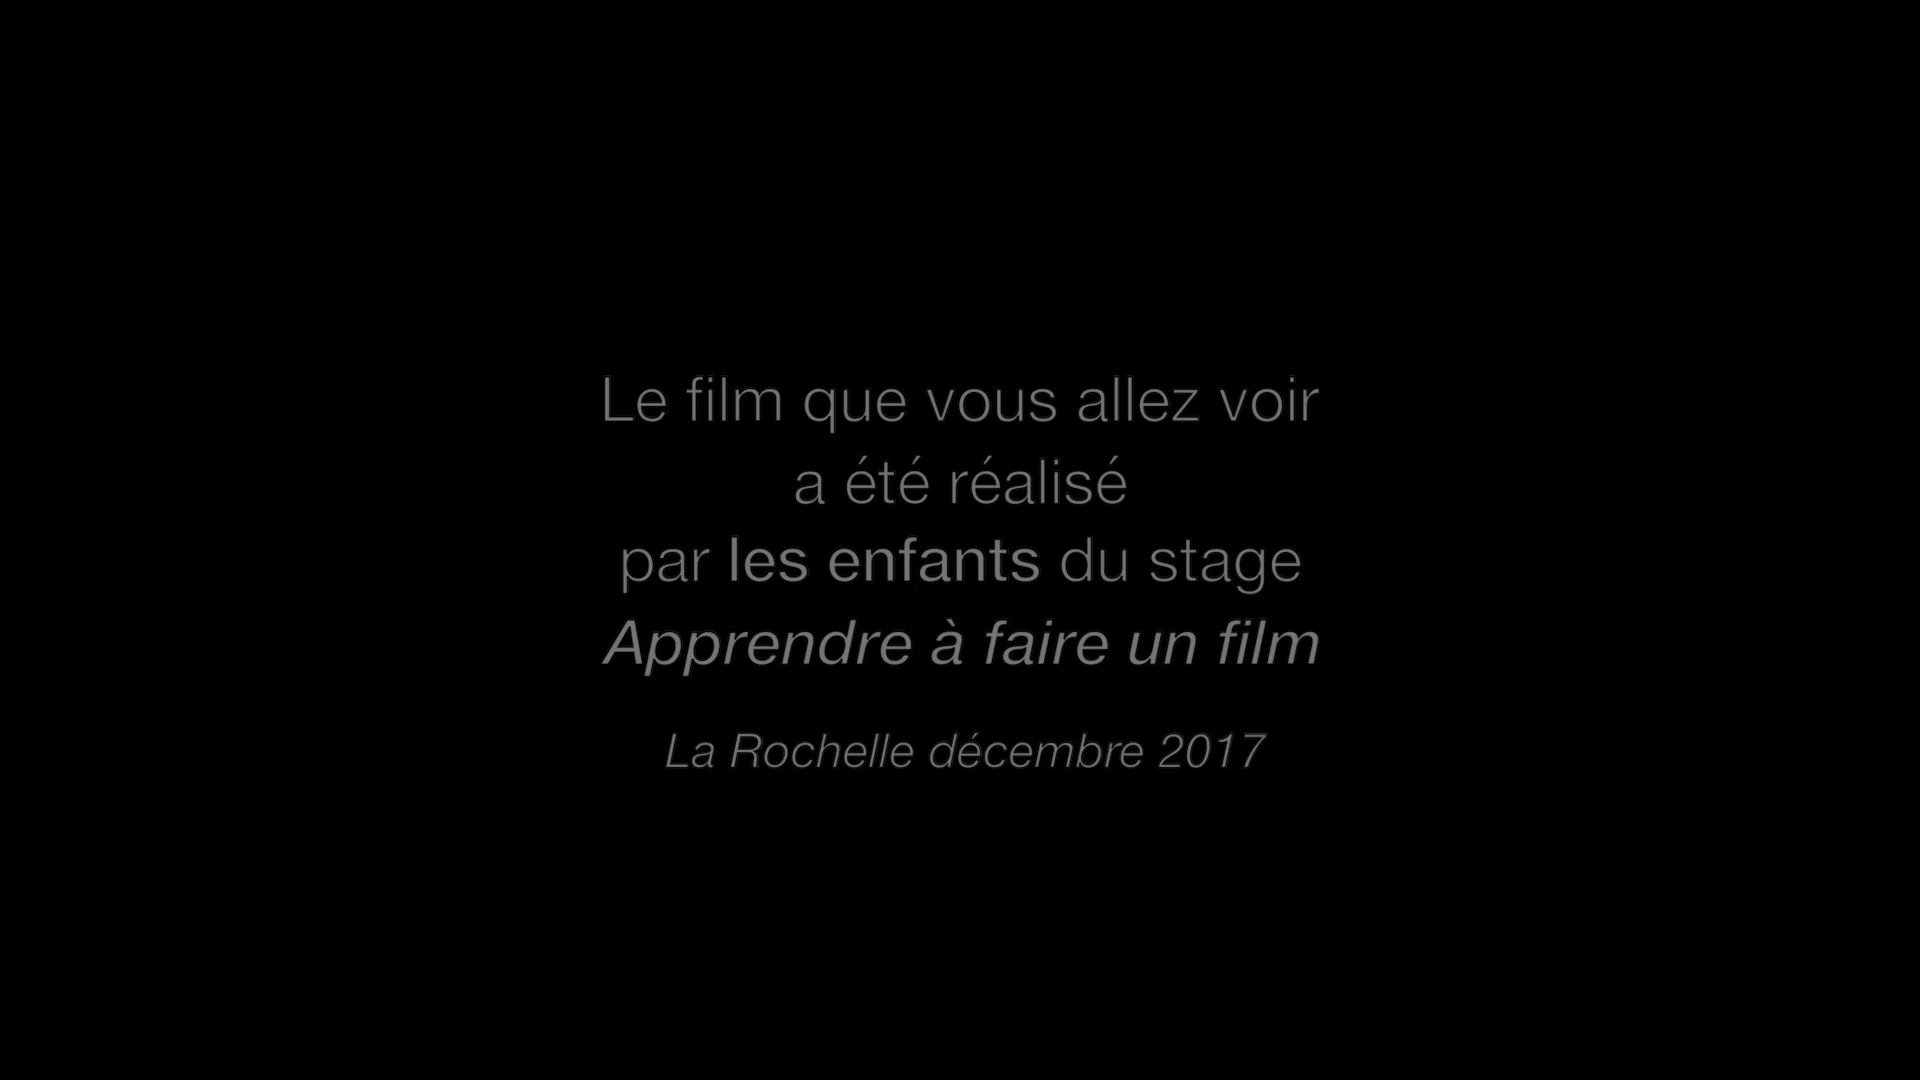 Le film que vous allez voir
a été réalisé
par les enfants du stage
Apprendre à faire un film
La Rochelle décembre 2017